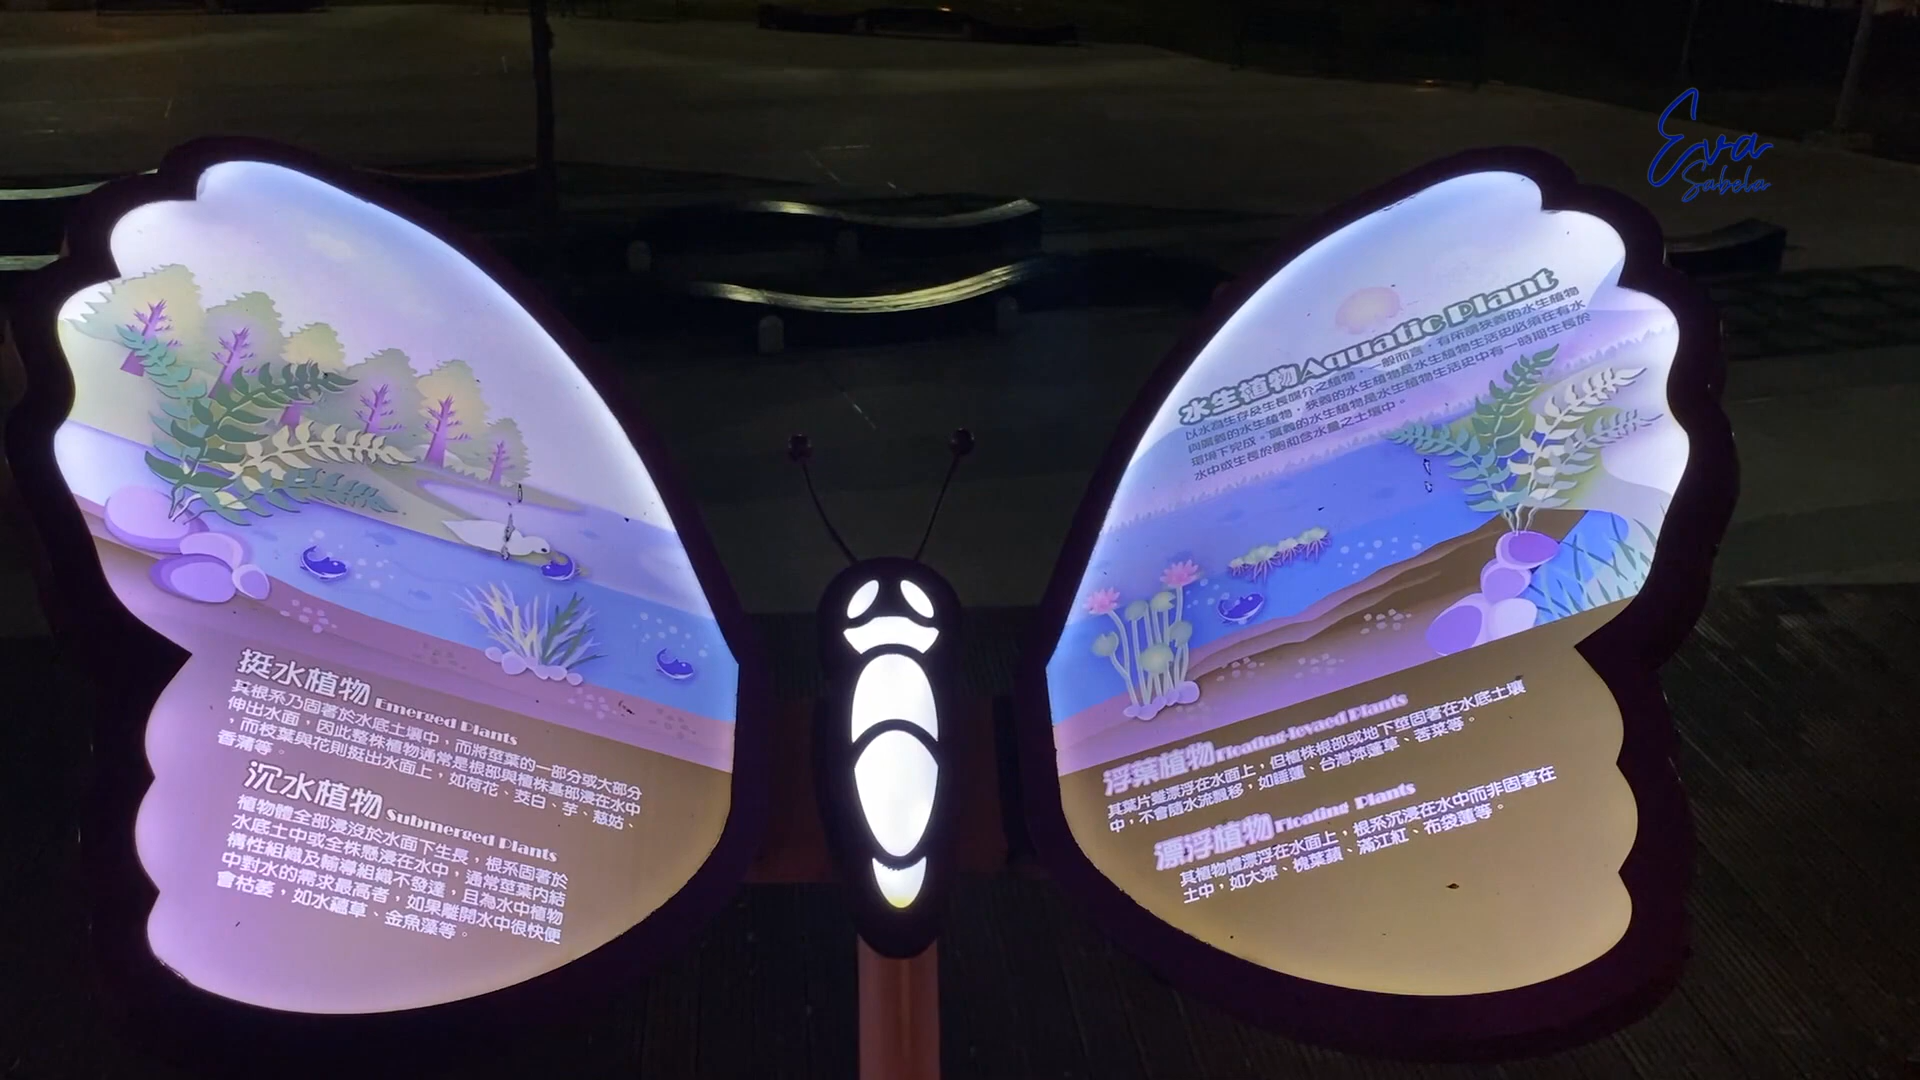 Eva
Sabela
挺水植物 Emerged Plants
其根系乃固著於水底土壤中，而將莖葉的一部分或大部分
伸出水面，因此整株植物通常是根部與植株基部浸在水中
，而枝葉與花則挺出水面上，如荷花、茭白、芋、慈姑、
香蒲等。
沉水植物 Submerged Plants
植物體全部浸沒於水面下生長，根系固著於
水底土中或全株懸浸在水中，通常莖葉內結
構性組織及輔導組織不發達，且為水中植物
中對水的需求最高者，如果離開水中很快便
會枯萎，如水蘊草、金魚藻等。
水生植物 Aquatic Plant
以水為生存及生長媒介之植物，一般而言，有所謂狹義的水生植物
與廣義的水生植物，狹義的水生植物是水生植物生活史必須在有水
環境下完成。廣義的水生植物是水生植物生活史中有一時期生長於
水中或生長於飽和含水量之土壤中。
浮葉植物 Floating-levaed Plants
其葉片雖漂浮在水面上，但植株根部或地下莖固著在水底土壤
中，不會隨水流飄移，如睡蓮、台灣萍蓬草、莕菜等。
漂浮植物 Floating Plants
其植物體漂浮在水面上，根系沉浸在水中而非固著在
土中，如大萍、槐葉蘋、滿江紅、布袋蓮等。